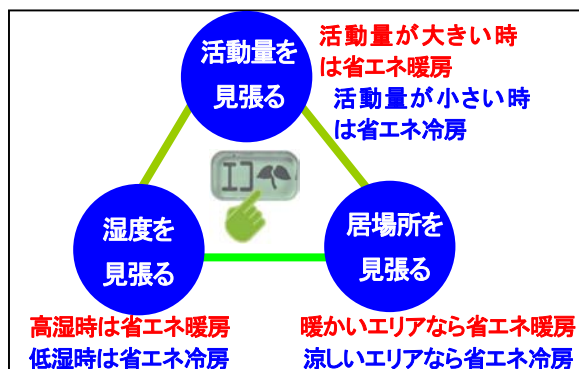 活動量を
見張る
活動量が大きい時
は省エネ暖房
活動量が小さい時
は省エネ冷房
エコ
湿度を
見張る
居場所を
見張る
高湿時は省エネ暖房
低湿時は省エネ冷房
暖かいエリアなら省エネ暖房
涼しいエリアなら省エネ冷房